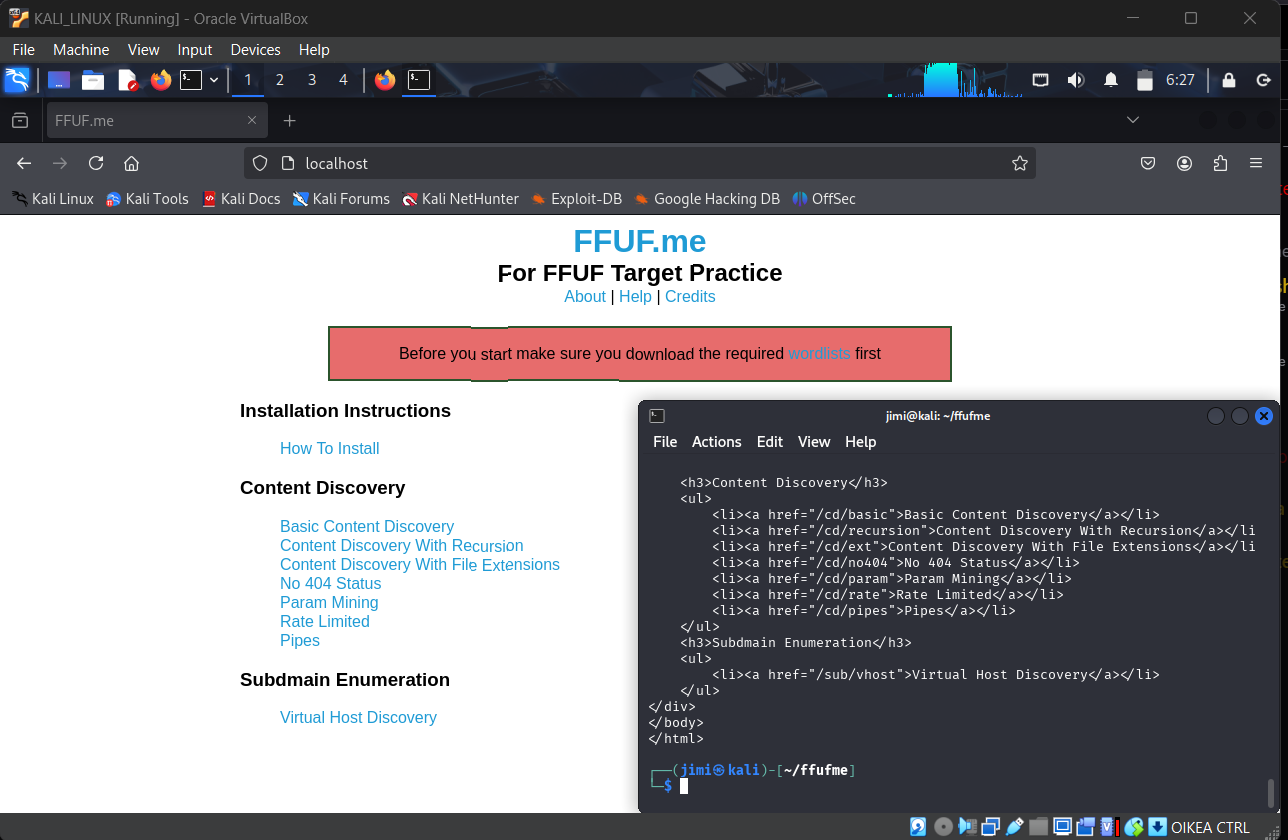 KALI_LINUX [Running] - Oracle VirtualBox
File Machine View Input Devices Help
1 2 3 4 6:27
FFUF.me
localhost
Kali Linux Kali Tools Kali Docs Kali Forums Kali NetHunter Exploit-DB Google Hacking DB OffSec
FFUF.me
For FFUF Target Practice
About | Help | Credits
Before you start make sure you download the required wordlists first
Installation Instructions
How To Install
Content Discovery
Basic Content Discovery
Content Discovery With Recursion
Content Discovery With File Extensions
No 404 Status
Param Mining
Rate Limited
Pipes
Subdmain Enumeration
Virtual Host Discovery
jimi@kali: ~/ffufme
File Actions Edit View Help
<h3>Content Discovery</h3>
<ul>
<li><a href="/cd/basic">Basic Content Discovery</a></li>
<li><a href="/cd/recursion">Content Discovery With Recursion</a></li
<li><a href="/cd/ext">Content Discovery With File Extensions</a></li
<li><a href="/cd/no404">No 404 Status</a></li>
<li><a href="/cd/param">Param Mining</a></li>
<li><a href="/cd/rate">Rate Limited</a></li>
<li><a href="/cd/pipes">Pipes</a></li>
</ul>
<h3>Subdmain Enumeration</h3>
<ul>
<li><a href="/sub/vhost">Virtual Host Discovery</a></li>
</ul>
</div>
</body>
</html>
┌──(jimi㉿kali)-[~/ffufme]
└─$
OIKEA CTRL